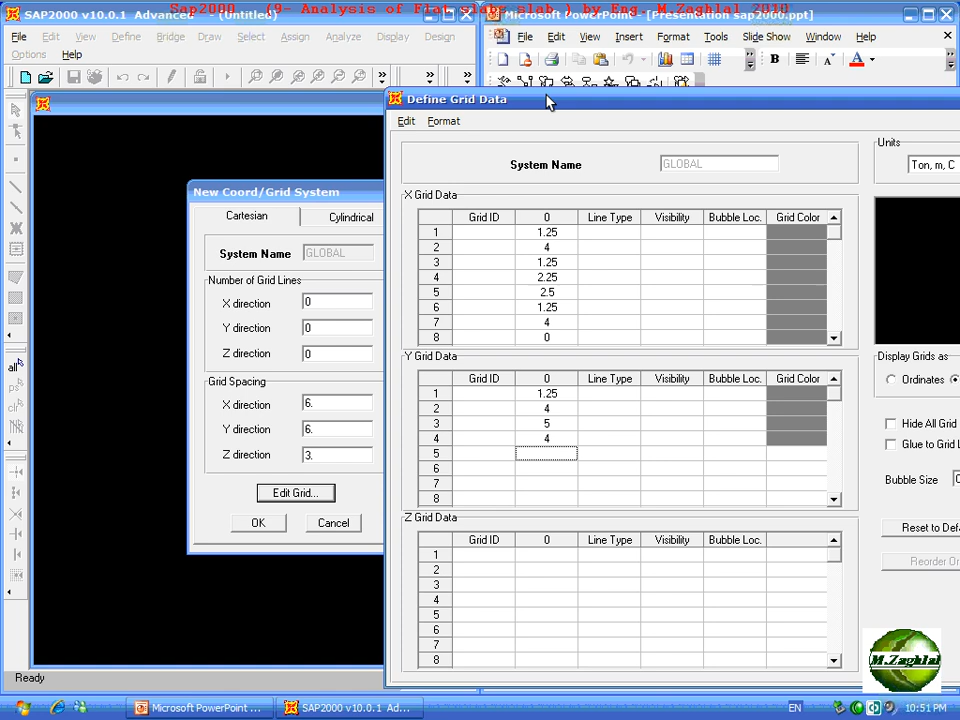 SAP2000 v10.0.1 Advanced - (Untitled)
Sap2000 (9- Analysis of Flat slabs slab.) by Eng. M.Zaghlal 2010
Microsoft PowerPoint - [Presentation sap2000.ppt]
File Edit View Define Bridge Draw Select Assign Analyze Display Design
Options Help
File Edit View Insert Format Tools Slide Show Window Help
Define Grid Data
Edit Format
System Name GLOBAL
Units
Ton, m, C
X Grid Data
Grid ID 0 Line Type Visibility Bubble Loc. Grid Color
1 1.25
2 4
3 1.25
4 2.25
5 2.5
6 1.25
7 4
8 0
Y Grid Data
Grid ID 0 Line Type Visibility Bubble Loc. Grid Color
1 1.25
2 4
3 5
4 4
5
6
7
8
Z Grid Data
Grid ID 0 Line Type Visibility Bubble Loc.
1
2
3
4
5
6
7
8
Display Grids as
Ordinates
Hide All Grid
Glue to Grid L
Bubble Size 0
Reset to Defa
Reorder Or
New Coord/Grid System
Cartesian Cylindrical
System Name GLOBAL
Number of Grid Lines
X direction 0
Y direction 0
Z direction 0
Grid Spacing
X direction 6.
Y direction 6.
Z direction 3.
Edit Grid...
OK Cancel
all
ps
clr
M.Zaghlal
Ready
Microsoft PowerPoint ...
SAP2000 v10.0.1 Ad...
EN
10:51 PM